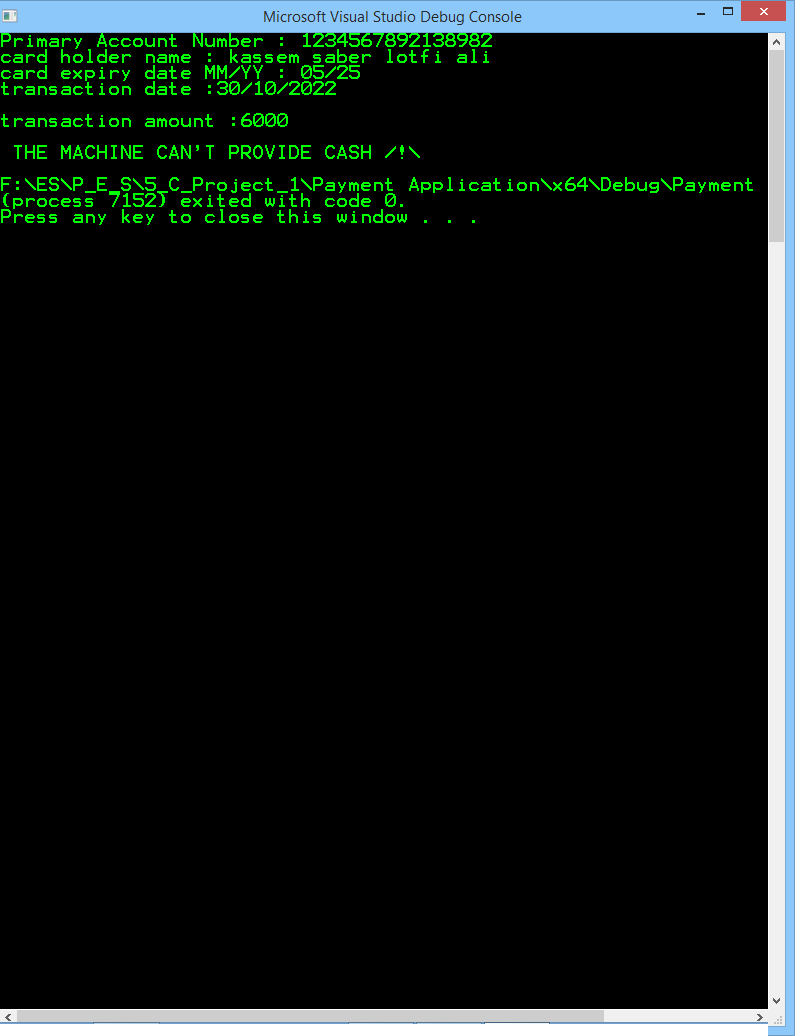 Microsoft Visual Studio Debug Console
Primary Account Number : 1234567892138982
card holder name : kassem saber lotfi ali
card expiry date MM/YY : 05/25
transaction date :30/10/2022
transaction amount :6000
THE MACHINE CAN'T PROVIDE CASH /!\
F:\ES\P_E_S\5_C_Project_1\Payment Application\x64\Debug\Payment
(process 7152) exited with code 0.
Press any key to close this window . . .